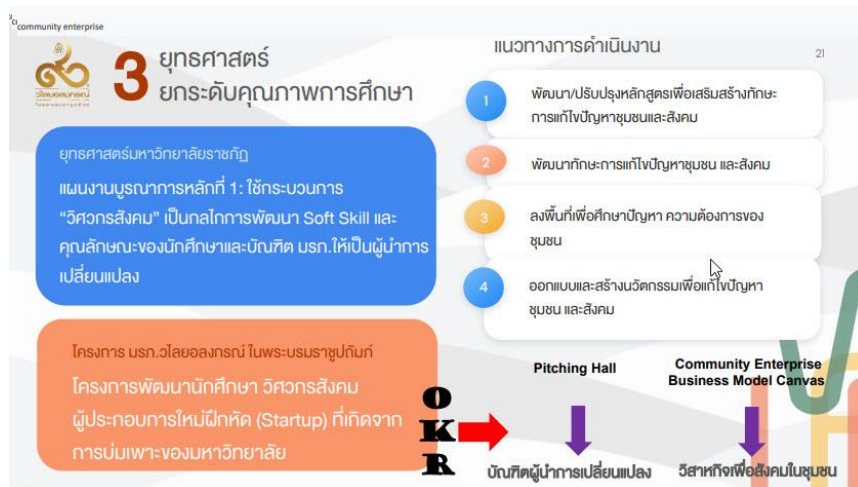 community enterprise
วไลยอลงกรณ์
3
ยุทธศาสตร์
ยกระดับคุณภาพการศึกษา
ยุทธศาสตร์มหาวิทยาลัยราชภัฏ
แผนงานบูรณาการหลักที่ 1: ใช้กระบวนการ
“วิศวกรสังคม” เป็นกลไกการพัฒนา Soft Skill และ
คุณลักษณะของนักศึกษาและบัณฑิต มรภ.ให้เป็นผู้นำการ
เปลี่ยนแปลง
โครงการ มรภ.วไลยอลงกรณ์ ในพระบรมราชูปถัมภ์
โครงการพัฒนานักศึกษา วิศวกรสังคม
ผู้ประกอบการใหม่ฝึกหัด (Startup) ที่เกิดจาก
การบ่มเพาะของมหาวิทยาลัย
แนวทางการดำเนินงาน
21
1
พัฒนา/ปรับปรุงหลักสูตรเพื่อเสริมสร้างทักษะ
การแก้ไขปัญหาชุมชนและสังคม
2
พัฒนาทักษะการแก้ไขปัญหาชุมชน และสังคม
3
ลงพื้นที่เพื่อศึกษาปัญหา ความต้องการของ
ชุมชน
4
ออกแบบและสร้างนวัตกรรมเพื่อแก้ไขปัญหา
ชุมชน และสังคม
O
K
R
Pitching Hall
Community Enterprise
Business Model Canvas
บัณฑิตผู้นำการเปลี่ยนแปลง
วิสาหกิจเพื่อสังคมในชุมชน